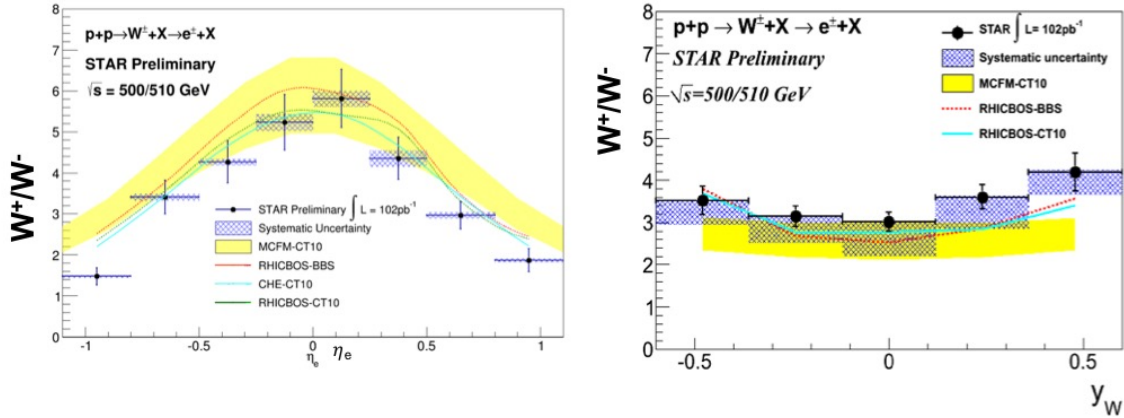 p+p→W±+X→e±+X
STAR Preliminary
√s = 500/510 GeV
W+/W-
8
7
6
5
4
3
2
1
0
STAR Preliminary ∫ L = 102pb-1
Systematic Uncertainty
MCFM-CT10
RHICBOS-BBS
CHE-CT10
RHICBOS-CT10
-1 -0.5 0 0.5 1
ηe ηe
p+p → W±+X → e±+X
STAR Preliminary
√s=500/510 GeV
STAR ∫ L= 102pb-1
Systematic uncertainty
MCFM-CT10
RHICBOS-BBS
RHICBOS-CT10
W+/W-
8
7
6
5
4
3
2
1
0
-0.5 0 0.5
yW